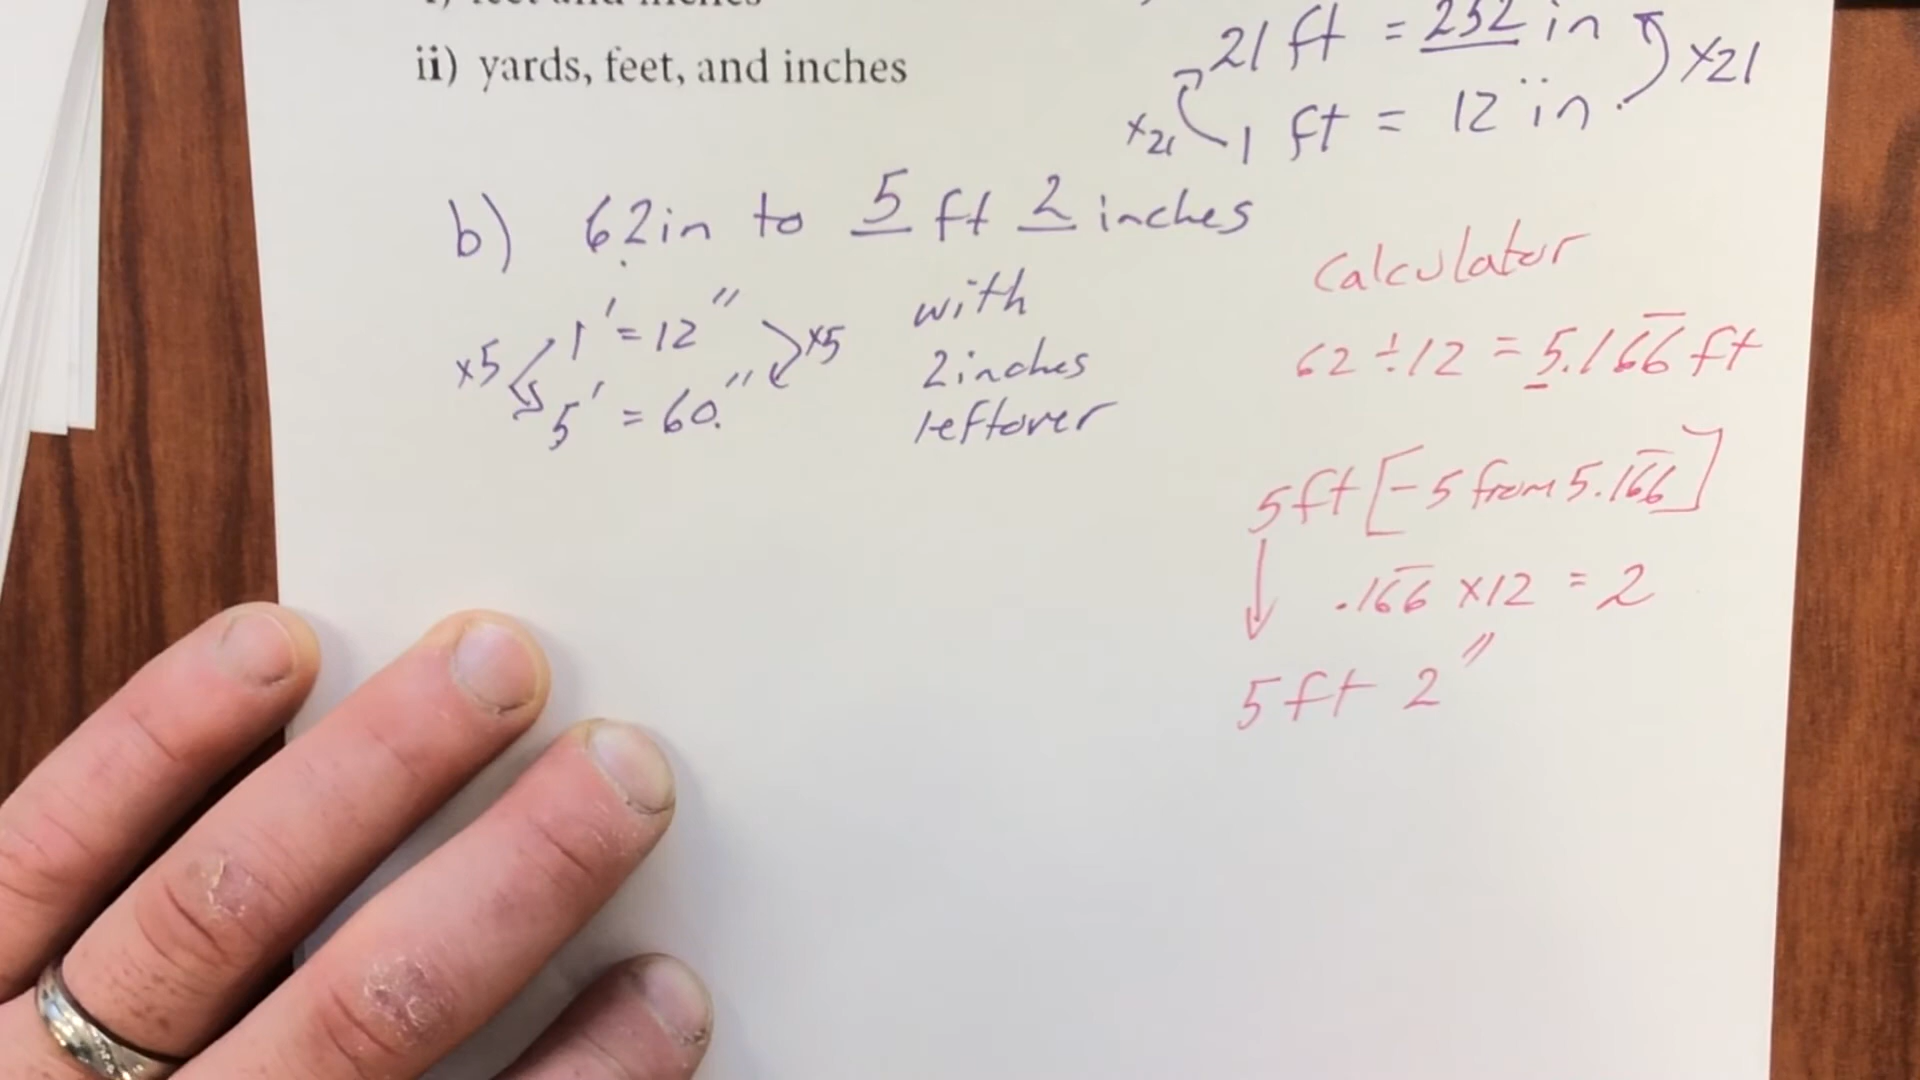 ii) yards, feet, and inches
21 ft = 252 in
x21
1 ft = 12 in
x21
b) 62in to 5 ft 2 inches
1' = 12"
x5
x5
5' = 60"
with
2 inches
leftover
Calculator
62 ÷ 12 = 5.166̅ ft
5ft [-5 from 5.166̅]
.166̅ x12 = 2
5ft 2"